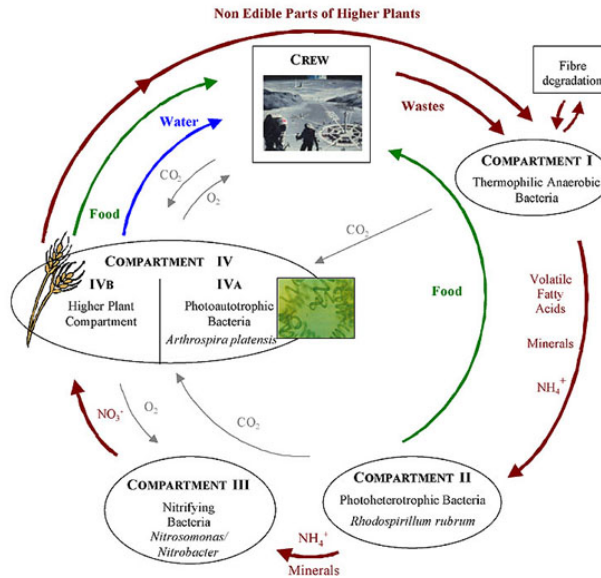 Non Edible Parts of Higher Plants
CREW
Fibre
degradation
Wastes
Water
CO2
O2
Food
COMPARTMENT I
Thermophilic Anaerobic
Bacteria
CO2
COMPARTMENT IV
IVB
Higher Plant
Compartment
IVA
Photoautotrophic
Bacteria
Arthrospira platensis
Food
Volatile
Fatty
Acids
Minerals
NH4+
NO3-
O2
CO2
COMPARTMENT III
Nitrifying
Bacteria
Nitrosomonas/
Nitrobacter
COMPARTMENT II
Photoheterotrophic Bacteria
Rhodospirillum rubrum
NH4+
Minerals